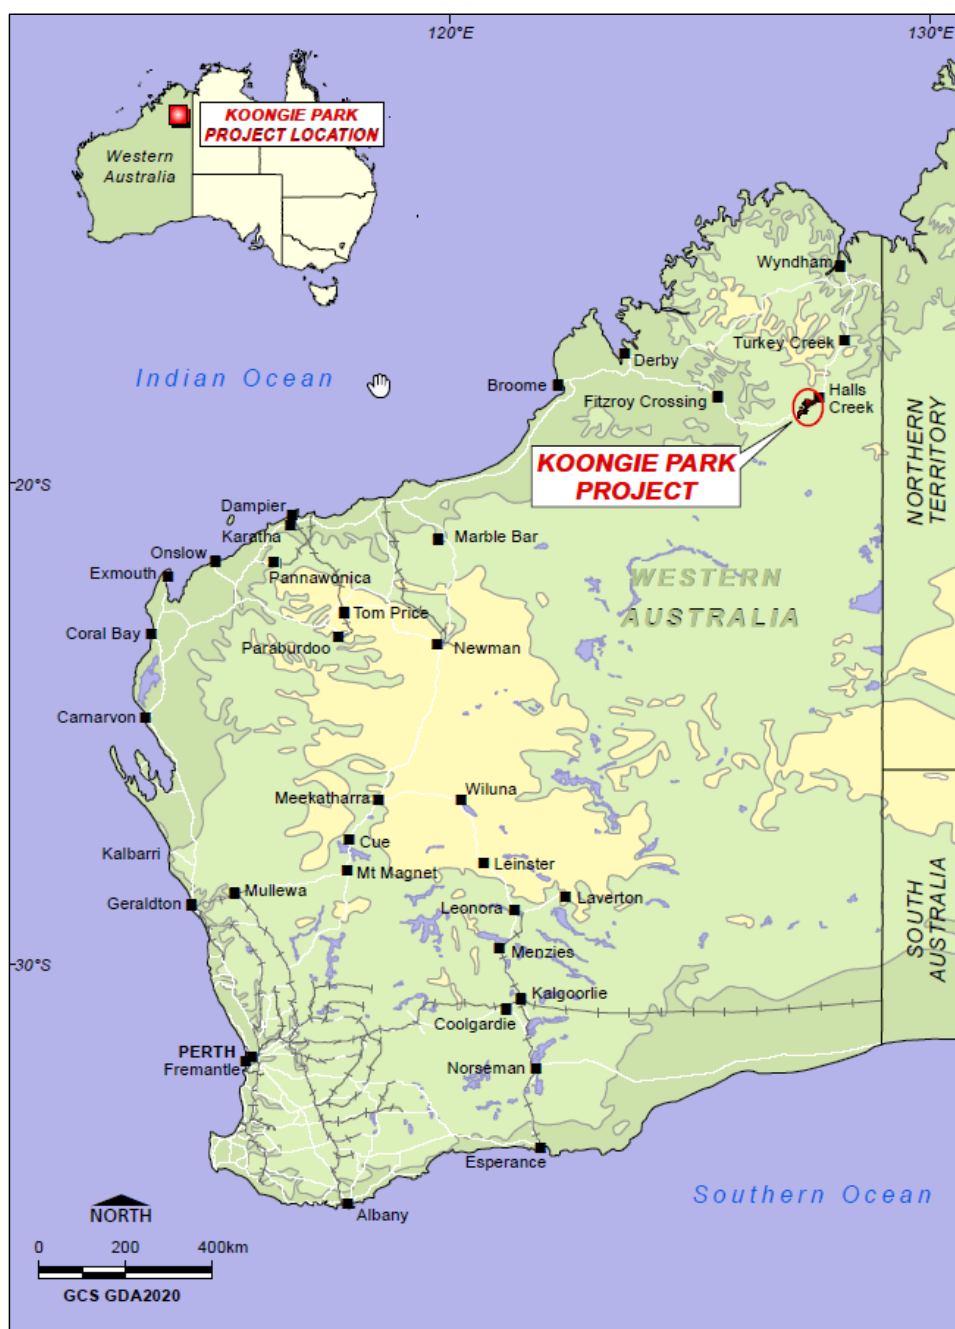 120°E
130°E
KOONGIE PARK
PROJECT LOCATION
Western
Australia
Wyndham
Turkey Creek
Derby
Indian Ocean
Broome
Fitzroy Crossing
Halls
Creek
NORTHERN
TERRITORY
KOONGIE PARK
PROJECT
20°S
Dampier
Karatha
Marble Bar
Onslow
Exmouth
Pannawonica
WESTERN
AUSTRALIA
Tom Price
Coral Bay
Paraburdoo
Newman
Carnarvon
Meekatharra
Wiluna
Cue
Kalbarri
Mt Magnet
Leinster
Mullewa
Geraldton
Leonora
Laverton
SOUTH
AUSTRALIA
Menzies
30°S
Kalgoorlie
Coolgardie
PERTH
Fremantle
Norseman
Esperance
Southern Ocean
NORTH
Albany
0 200 400km
GCS GDA2020